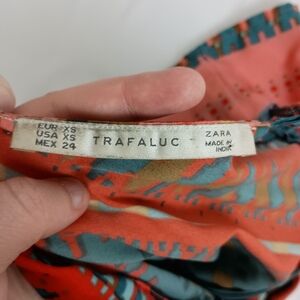 EUR XS
USA XS
MEX 24
TRAFALUC
ZARA
MADE IN
INDIA